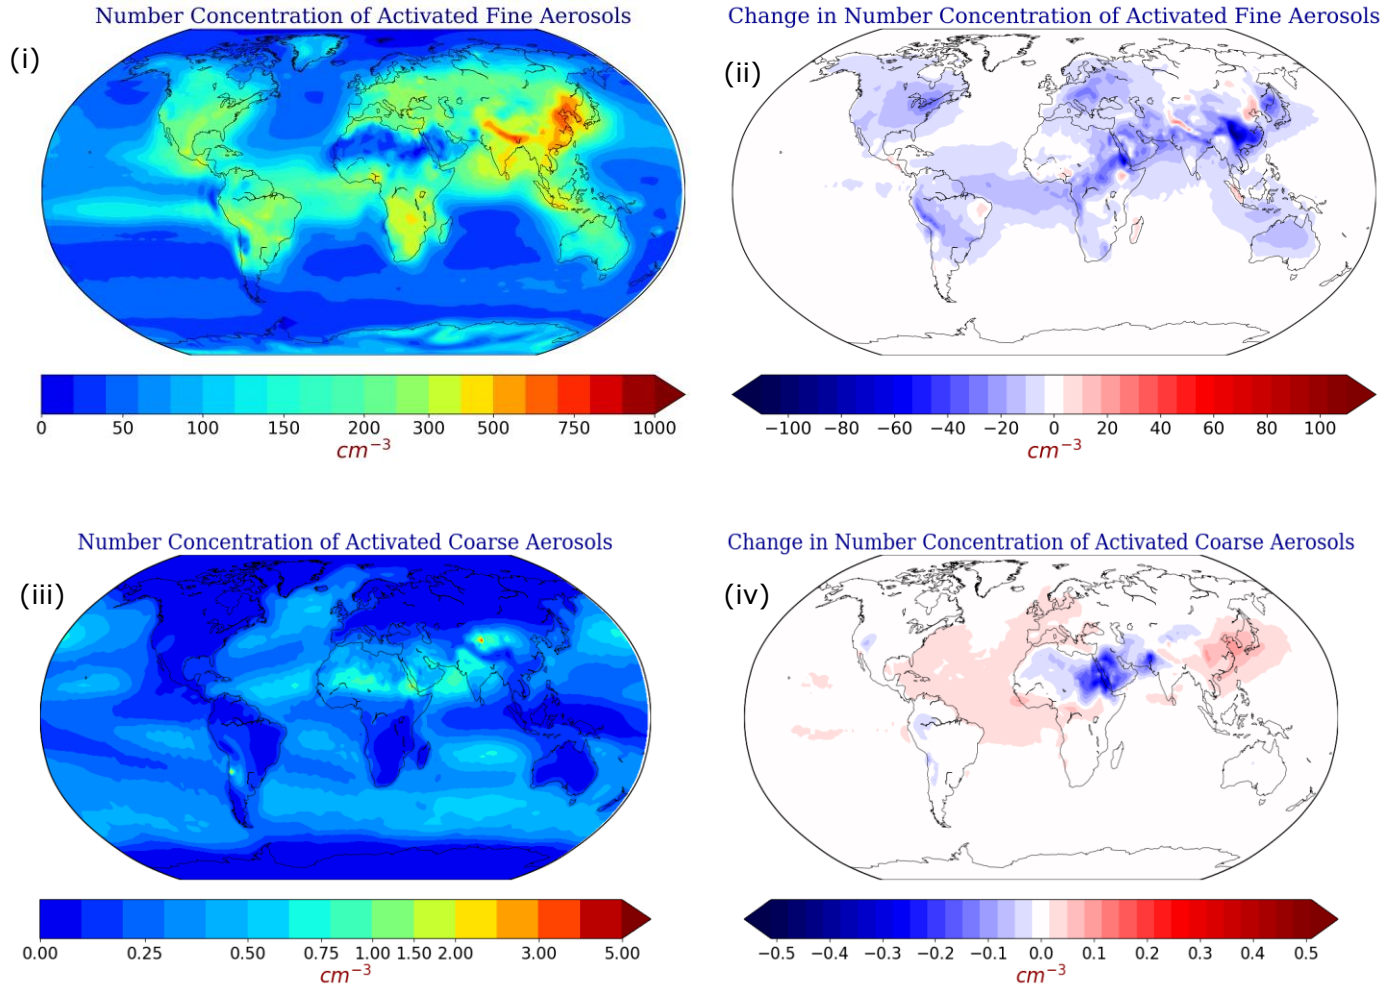 Number Concentration of Activated Fine Aerosols
Change in Number Concentration of Activated Fine Aerosols
(i)
(ii)
0 50 100 150 200 300 500 750 1000
cm⁻³
−100 −80 −60 −40 −20 0 20 40 60 80 100
cm⁻³
Number Concentration of Activated Coarse Aerosols
Change in Number Concentration of Activated Coarse Aerosols
(iii)
(iv)
0.00 0.25 0.50 0.75 1.00 1.50 2.00 3.00 5.00
cm⁻³
−0.5 −0.4 −0.3 −0.2 −0.1 0.0 0.1 0.2 0.3 0.4 0.5
cm⁻³